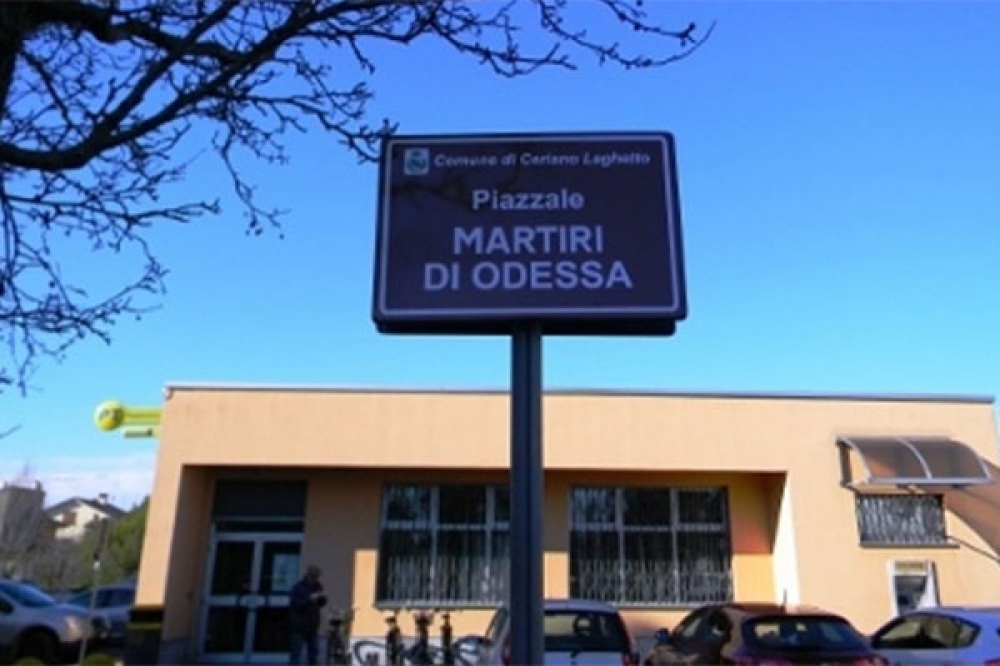 Comune di Ceriano Laghetto
Piazzale
MARTIRI
DI ODESSA